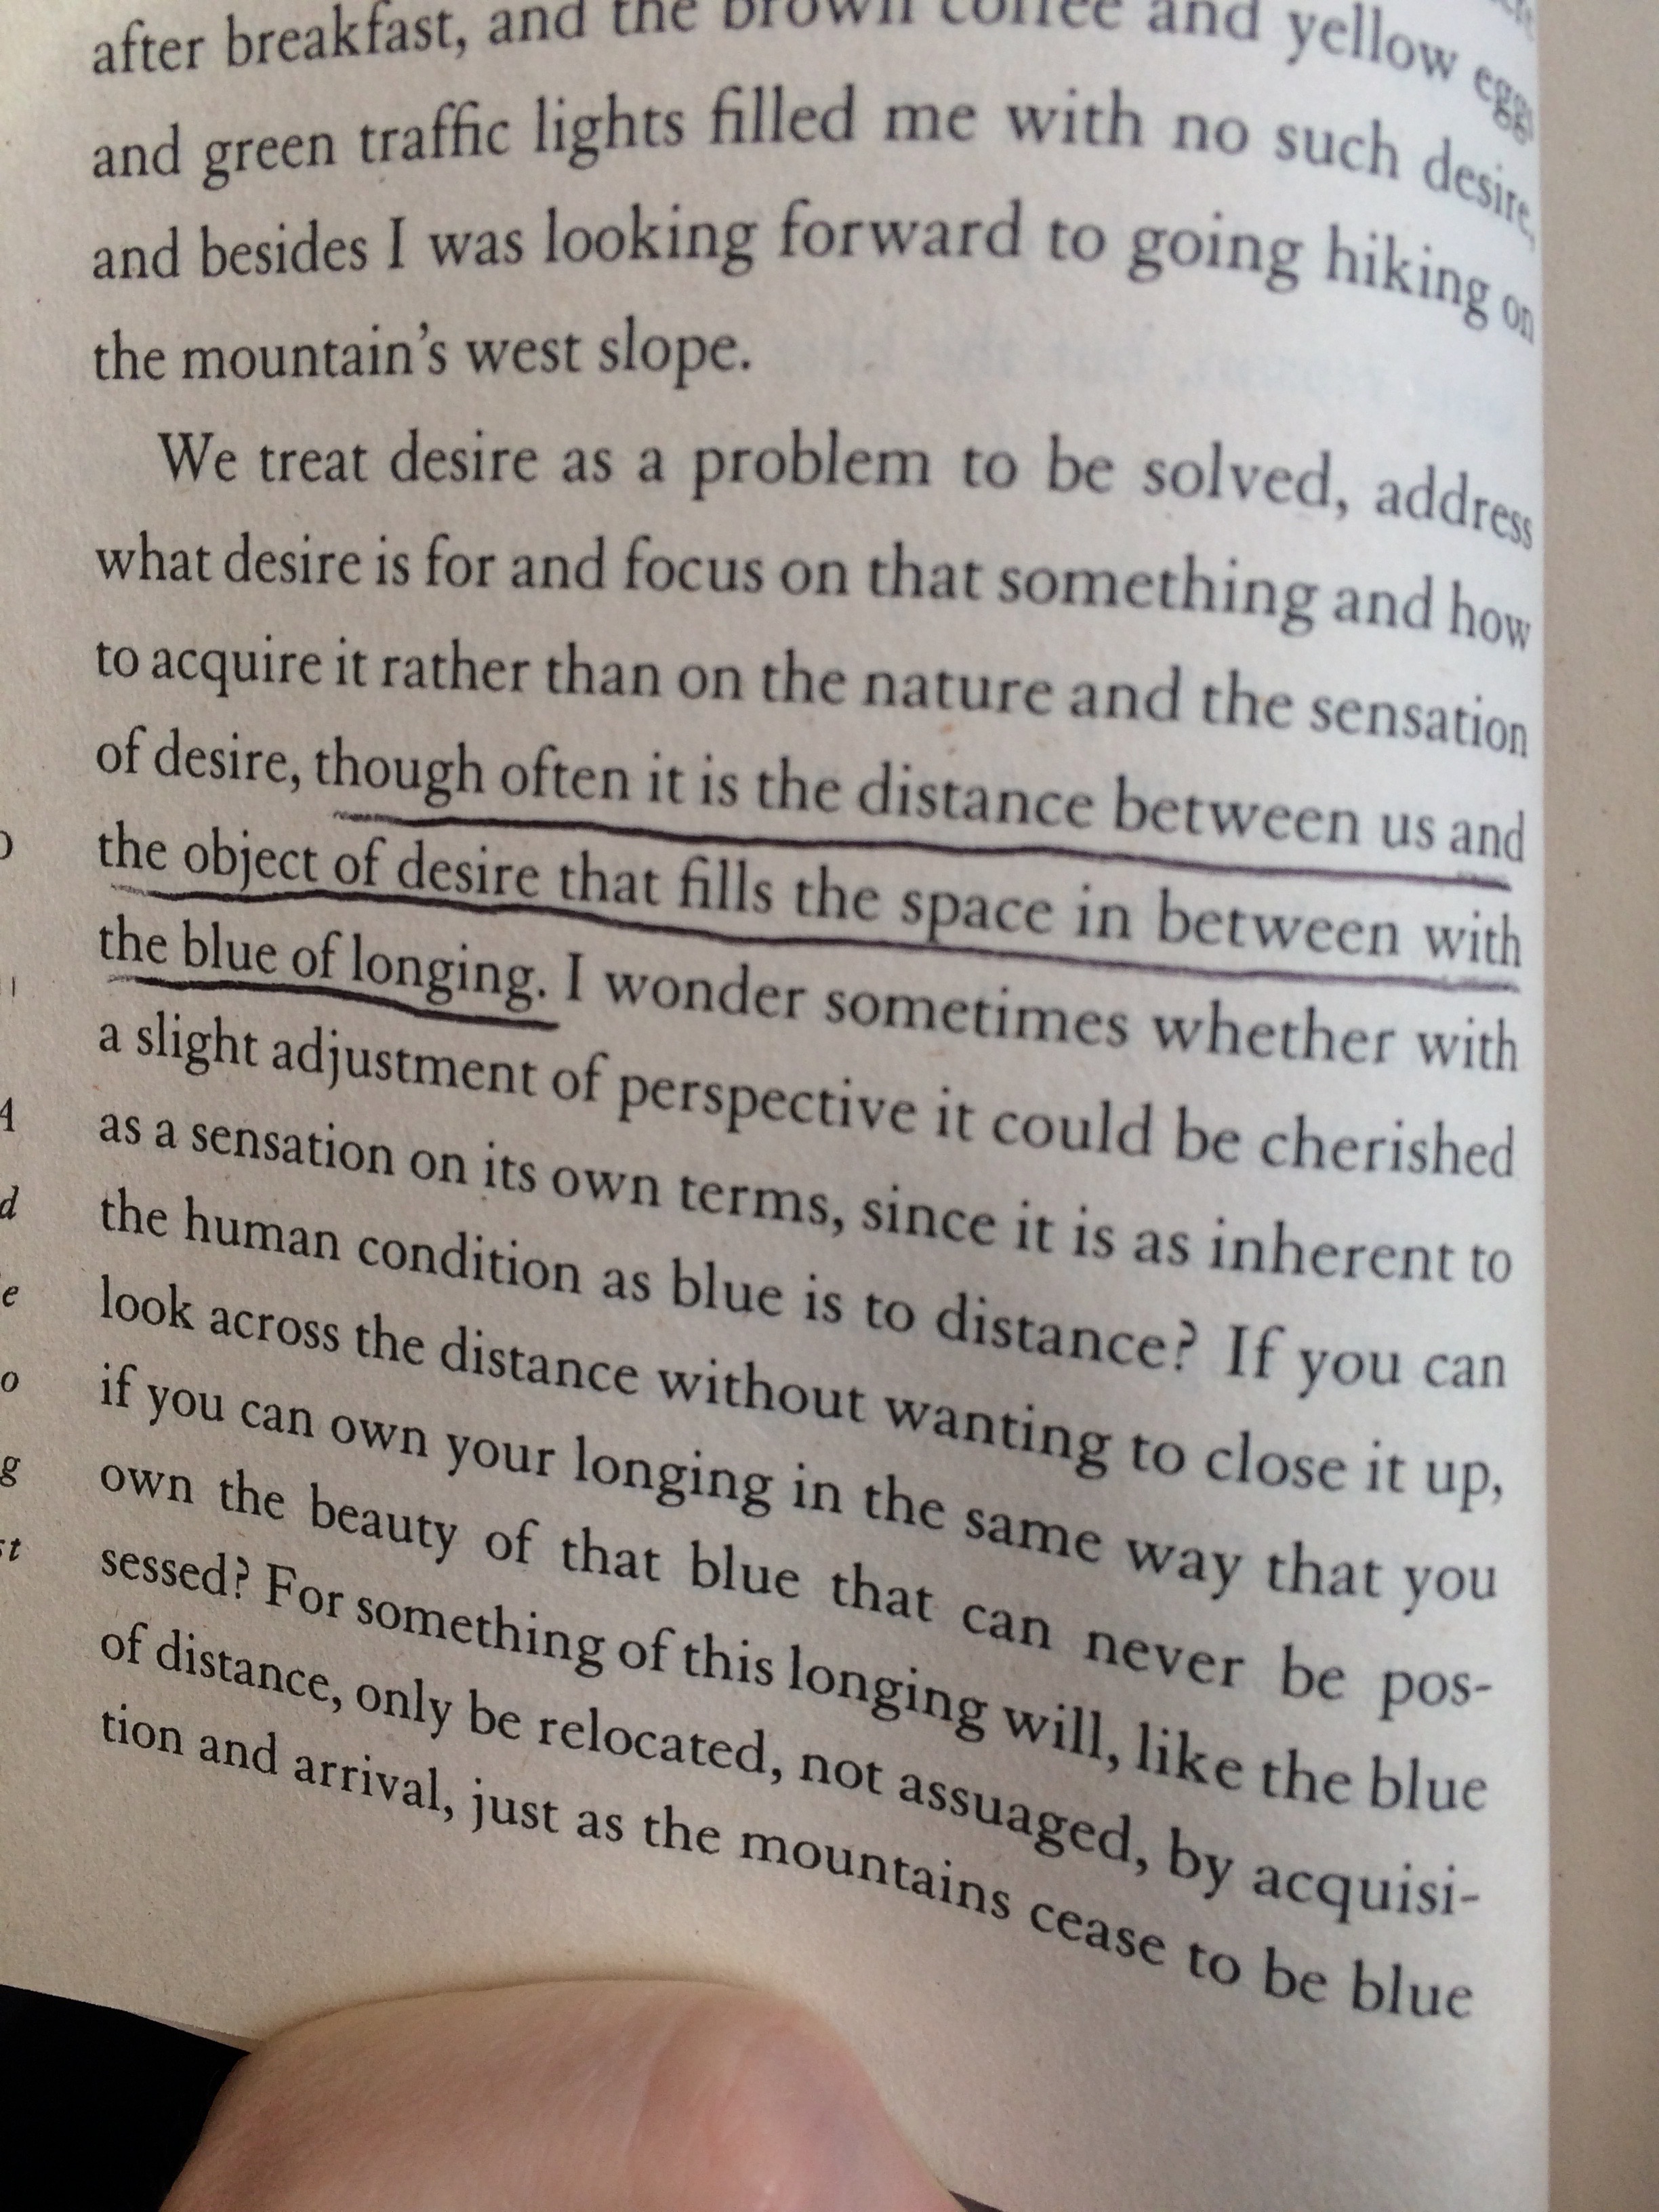 after breakfast, and the brown coffee and yellow eggs
and green traffic lights filled me with no such desire,
and besides I was looking forward to going hiking on
the mountain's west slope.
We treat desire as a problem to be solved, address
what desire is for and focus on that something and how
to acquire it rather than on the nature and the sensation
of desire, though often it is the distance between us and
the object of desire that fills the space in between with
the blue of longing. I wonder sometimes whether with
a slight adjustment of perspective it could be cherished
as a sensation on its own terms, since it is as inherent to
the human condition as blue is to distance? If you can
look across the distance without wanting to close it up,
if you can own your longing in the same way that you
own the beauty of that blue that can never be pos-
sessed? For something of this longing will, like the blue
of distance, only be relocated, not assuaged, by acquisi-
tion and arrival, just as the mountains cease to be blue